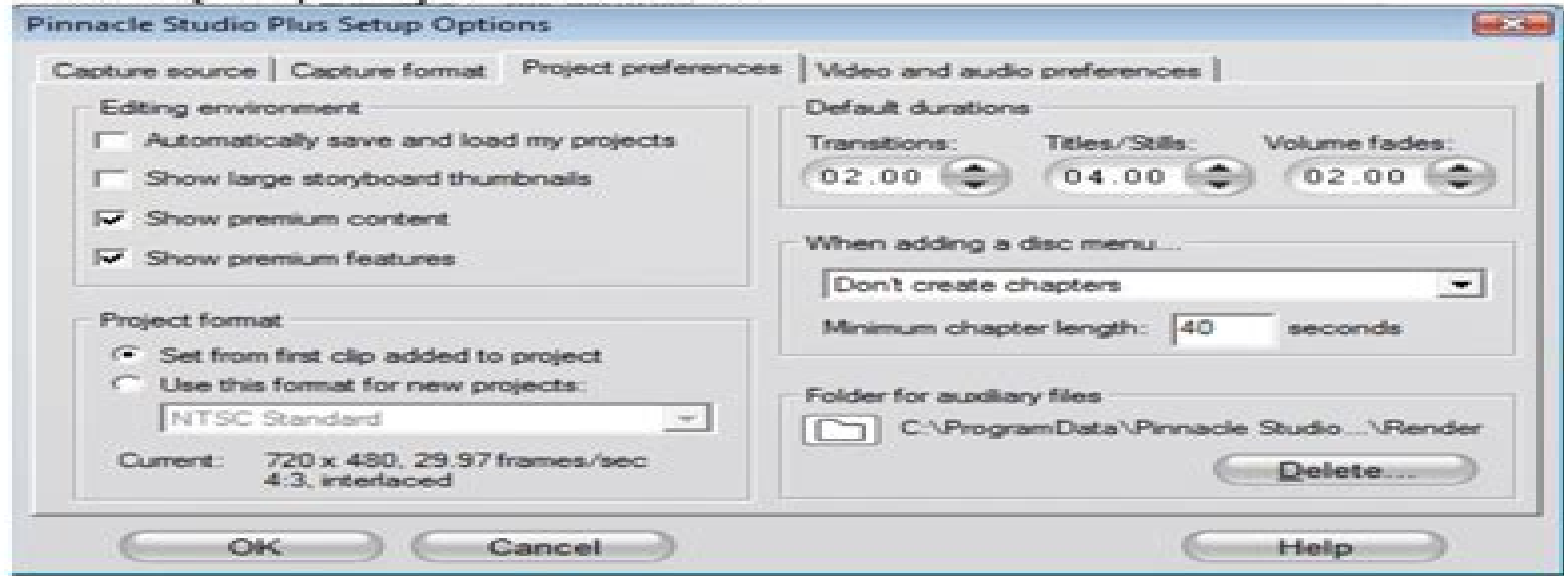 Pinnacle Studio Plus Setup Options
Capture source
Capture format
Project preferences
Video and audio preferences
Editing environment
Automatically save and load my projects
Show large storyboard thumbnails
Show premium content
Show premium features
Project format
Set from first clip added to project
Use this format for new projects:
NTSC Standard
Current: 720 x 480, 29.97 frames/sec
4:3, interlaced
Default durations
Transitions: Titles/Stills: Volume fades:
02.00 04.00 02.00
When adding a disc menu...
Don't create chapters
Minimum chapter length: 40 seconds
Folder for auxiliary files
C:\ProgramData\Pinnacle Studio...\Render
Delete...
OK
Cancel
Help